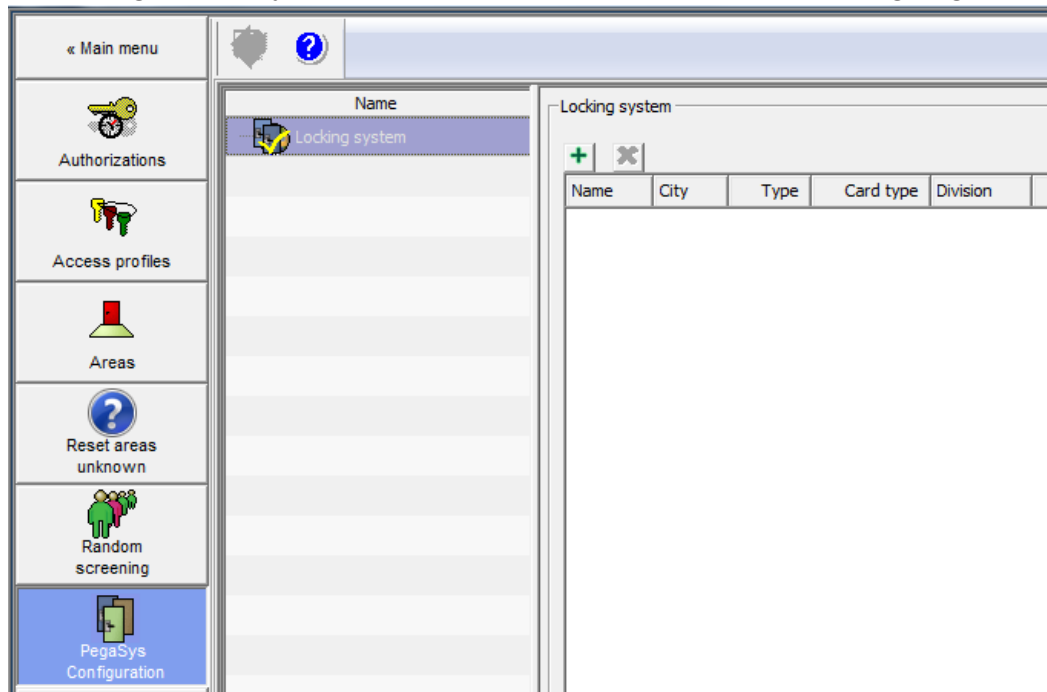 « Main menu
Authorizations
Access profiles
Areas
Reset areas
unknown
Random
screening
PegaSys
Configuration
Name
Locking system
Locking system
Name City Type Card type Division